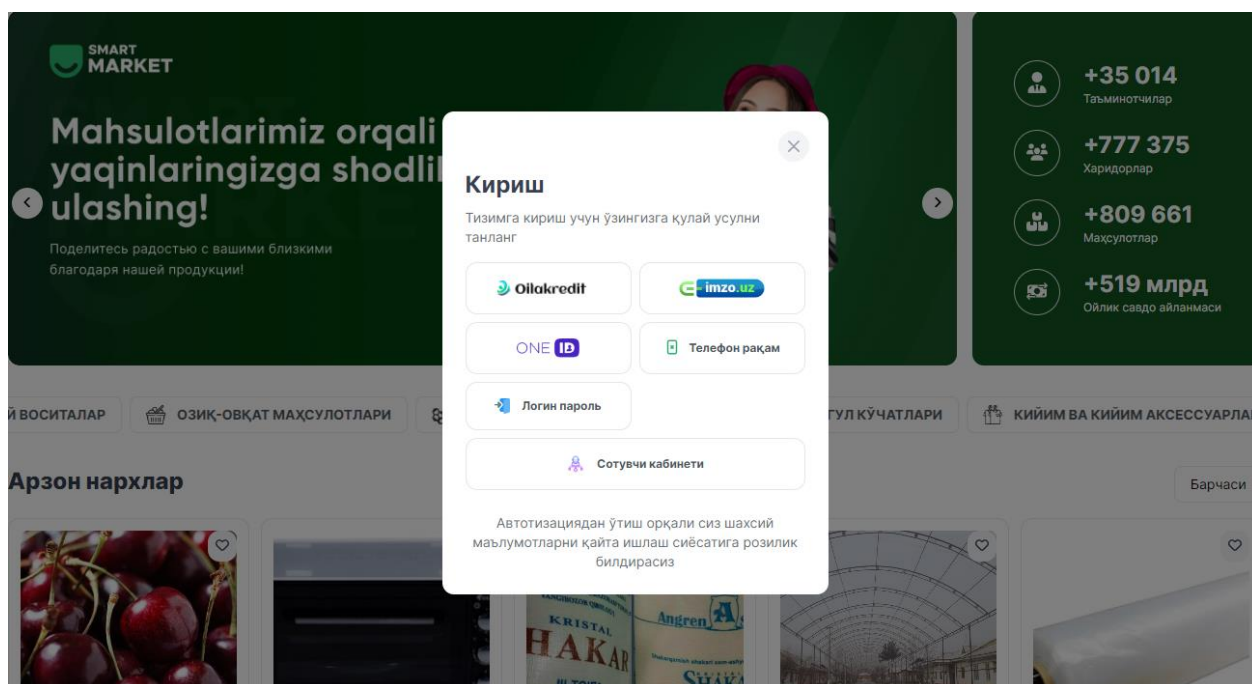 SMART
MARKET
Mahsulotlarimiz orqali
yaqinlaringizga
ulashing!
Поделитесь радостью с вашими близкими
благодаря нашей продукции!
+35 014
Таъминотчилар
+777 375
Харидорлар
+809 661
Маҳсулотлар
+519 млрд
Ойлик савдо айланмаси
Кириш
Тизимга кириш учун ўзингизга қулай усулни
танланг
Oilakredit
E-imzo.uz
ONE ID
Телефон рақам
Логин пароль
Сотувчи кабинети
Автотизациядан ўтиш орқали сиз шахсий
маълумотларни қайта ишлаш сиёсатига розилик
билдирасиз
Й ВОСИТАЛАР
ОЗИҚ-ОВҚАТ МАҲСУЛОТЛАРИ
ГУЛ КЎЧАТЛАРИ
КИЙИМ ВА КИЙИМ АКСЕССУАРЛА
Арзон нархлар
Барчаси
KRISTAL
HAKAR
Angren
SHAKA